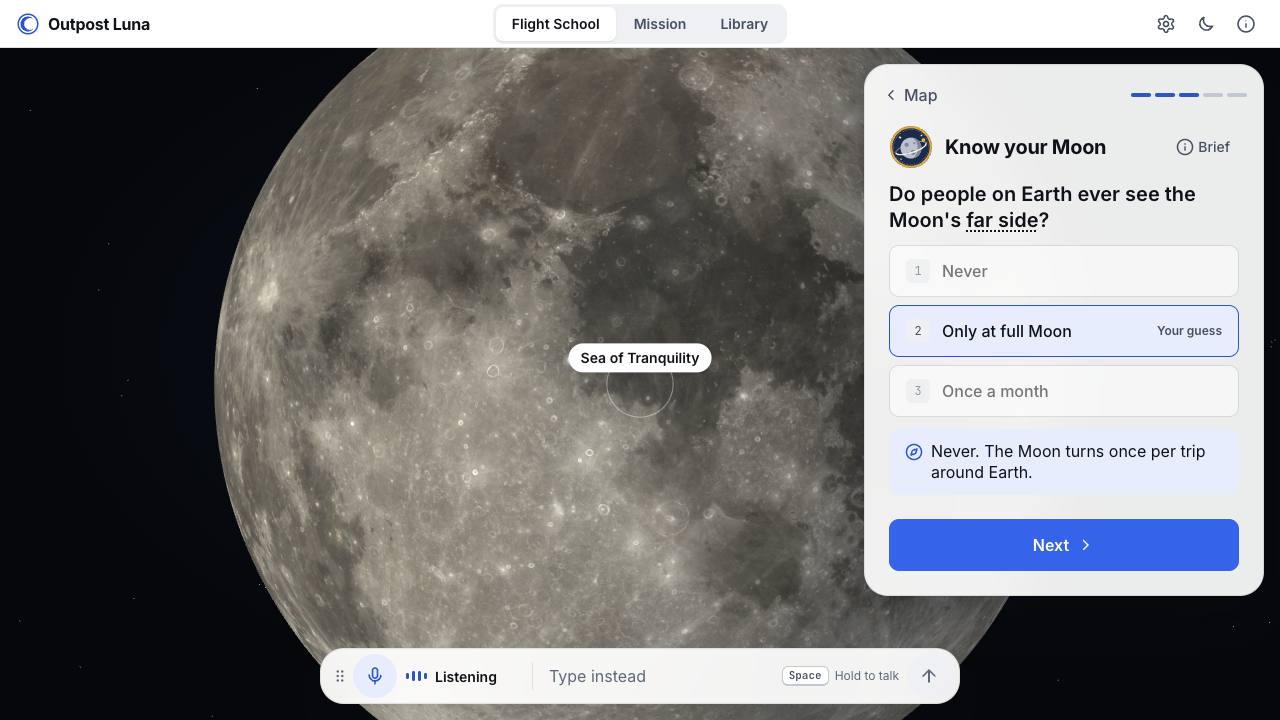 Outpost Luna
Flight School
Mission
Library
Map
Know your Moon
Brief
Do people on Earth ever see the
Moon's far side?
1 Never
2 Only at full Moon Your guess
3 Once a month
Never. The Moon turns once per trip
around Earth.
Next
Sea of Tranquility
Listening
Type instead
Space Hold to talk